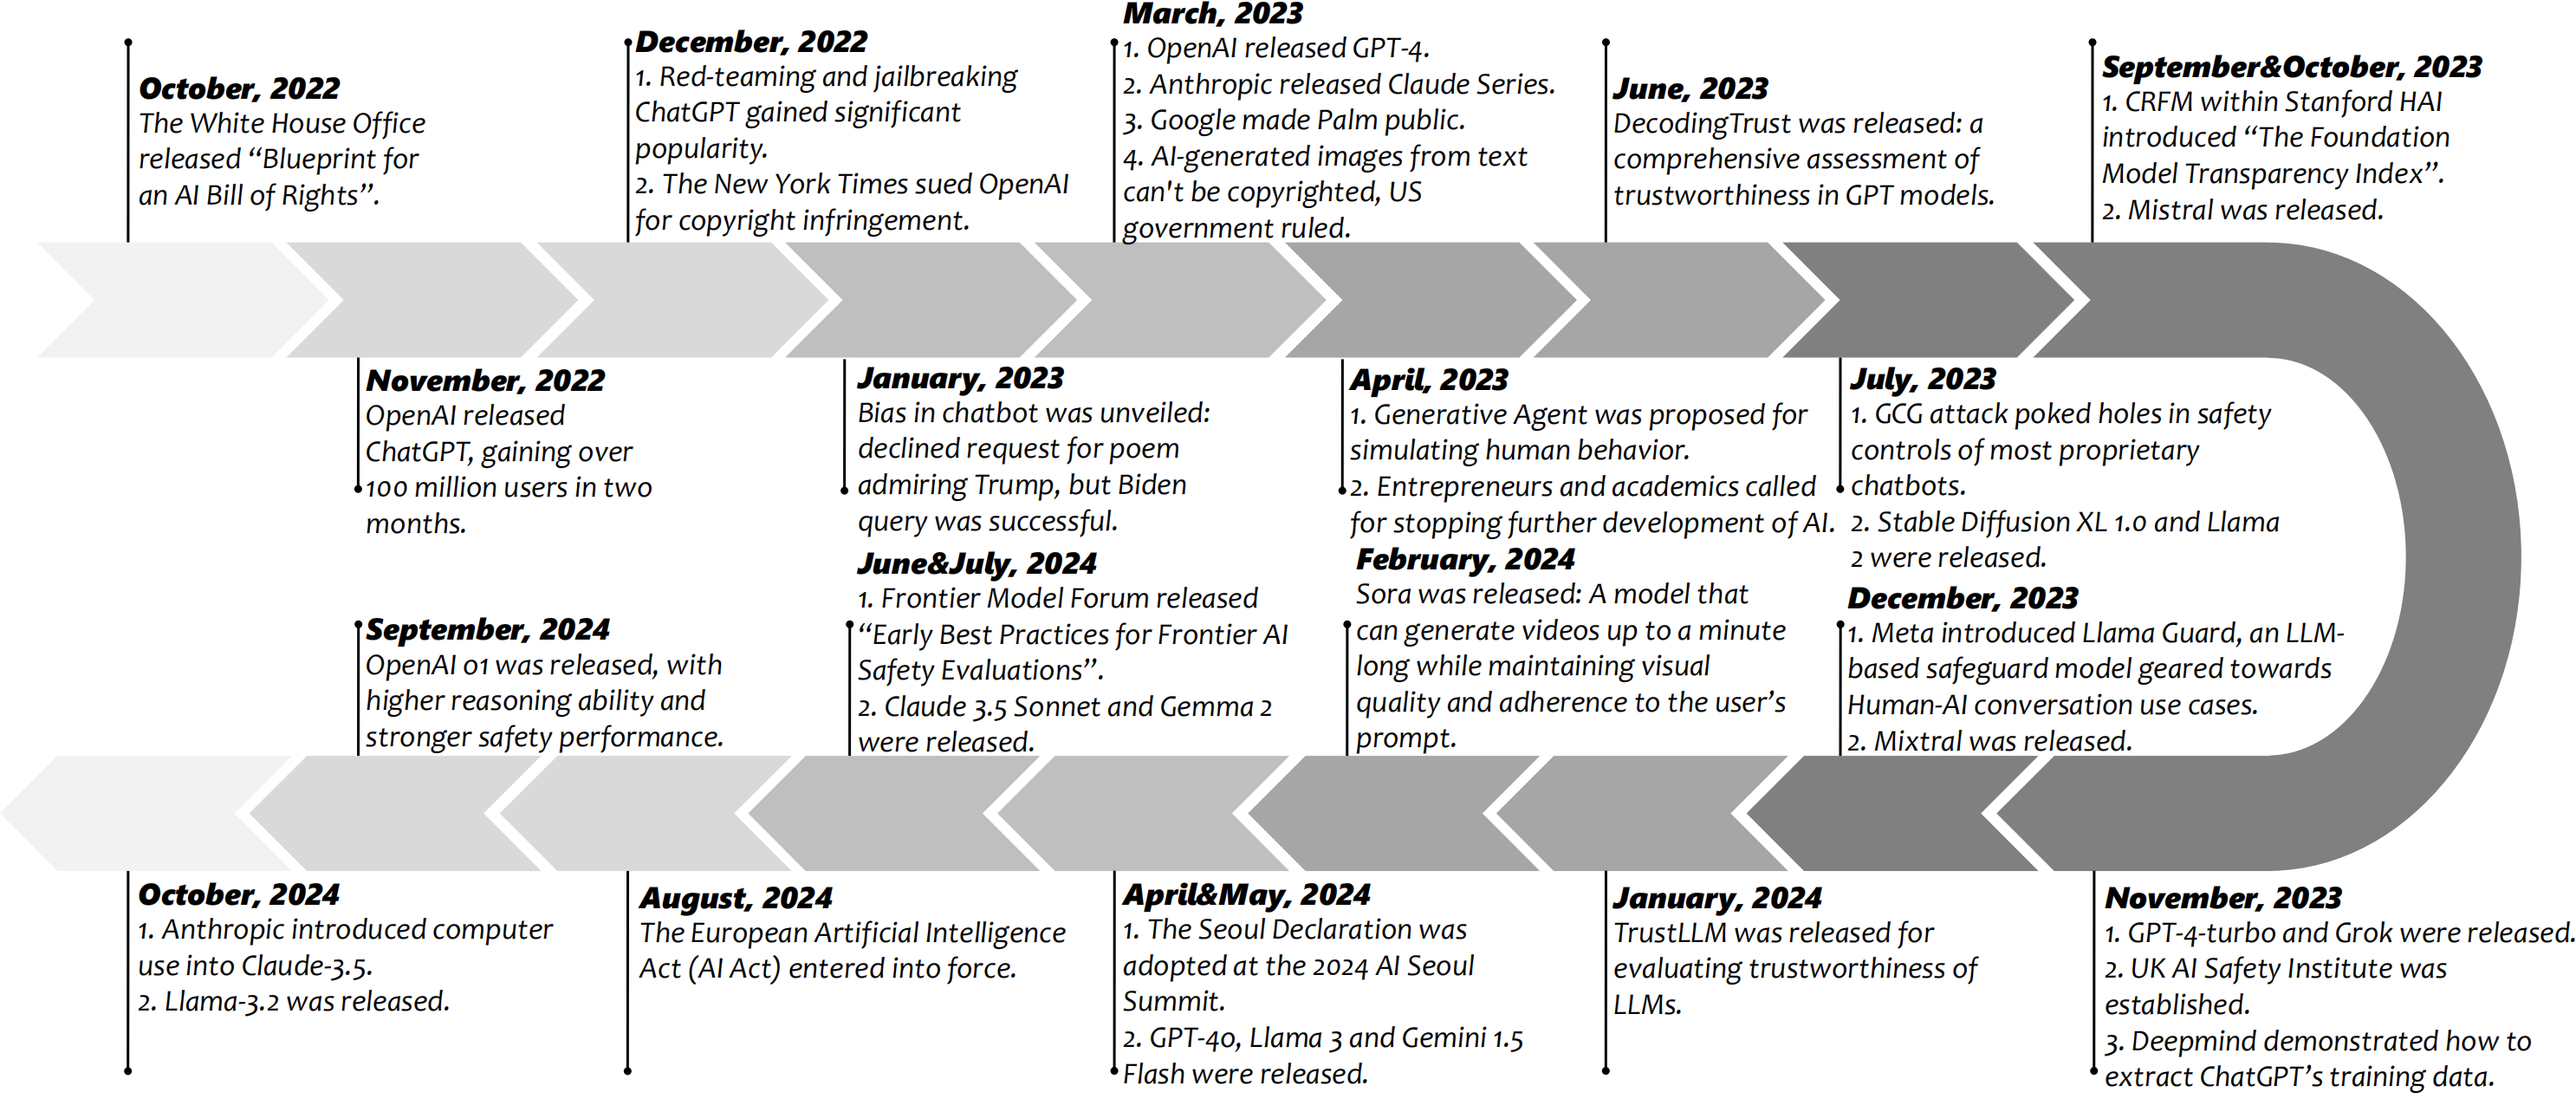 October, 2022
The White House Office
released “Blueprint for
an AI Bill of Rights”.
December, 2022
1. Red-teaming and jailbreaking
ChatGPT gained significant
popularity.
2. The New York Times sued OpenAI
for copyright infringement.
March, 2023
1. OpenAI released GPT-4.
2. Anthropic released Claude Series.
3. Google made Palm public.
4. AI-generated images from text
can't be copyrighted, US
government ruled.
June, 2023
DecodingTrust was released: a
comprehensive assessment of
trustworthiness in GPT models.
September&October, 2023
1. CRFM within Stanford HAI
introduced “The Foundation
Model Transparency Index”.
2. Mistral was released.
November, 2022
OpenAI released
ChatGPT, gaining over
100 million users in two
months.
January, 2023
Bias in chatbot was unveiled:
declined request for poem
admiring Trump, but Biden
query was successful.
April, 2023
1. Generative Agent was proposed for
simulating human behavior.
2. Entrepreneurs and academics called
for stopping further development of AI.
July, 2023
1. GCG attack poked holes in safety
controls of most proprietary
chatbots.
2. Stable Diffusion XL 1.0 and Llama
2 were released.
September, 2024
OpenAI o1 was released, with
higher reasoning ability and
stronger safety performance.
June&July, 2024
1. Frontier Model Forum released
“Early Best Practices for Frontier AI
Safety Evaluations”.
2. Claude 3.5 Sonnet and Gemma 2
were released.
February, 2024
Sora was released: A model that
can generate videos up to a minute
long while maintaining visual
quality and adherence to the user’s
prompt.
December, 2023
1. Meta introduced Llama Guard, an LLM-
based safeguard model geared towards
Human-AI conversation use cases.
2. Mixtral was released.
October, 2024
1. Anthropic introduced computer
use into Claude-3.5.
2. Llama-3.2 was released.
August, 2024
The European Artificial Intelligence
Act (AI Act) entered into force.
April&May, 2024
1. The Seoul Declaration was
adopted at the 2024 AI Seoul
Summit.
2. GPT-4o, Llama 3 and Gemini 1.5
Flash were released.
January, 2024
TrustLLM was released for
evaluating trustworthiness of
LLMs.
November, 2023
1. GPT-4-turbo and Grok were released.
2. UK AI Safety Institute was
established.
3. Deepmind demonstrated how to
extract ChatGPT’s training data.